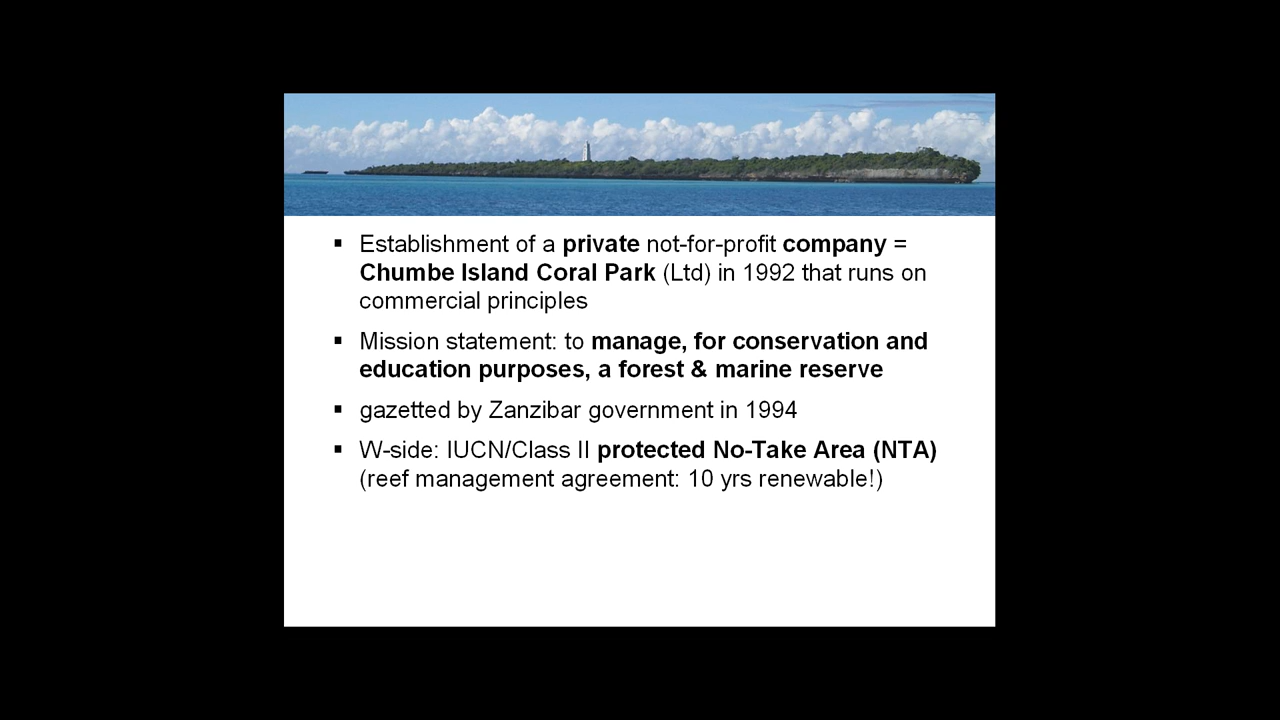 ▪ Establishment of a private not-for-profit company =
Chumbe Island Coral Park (Ltd) in 1992 that runs on
commercial principles
▪ Mission statement: to manage, for conservation and
education purposes, a forest & marine reserve
▪ gazetted by Zanzibar government in 1994
▪ W-side: IUCN/Class II protected No-Take Area (NTA)
(reef management agreement: 10 yrs renewable!)